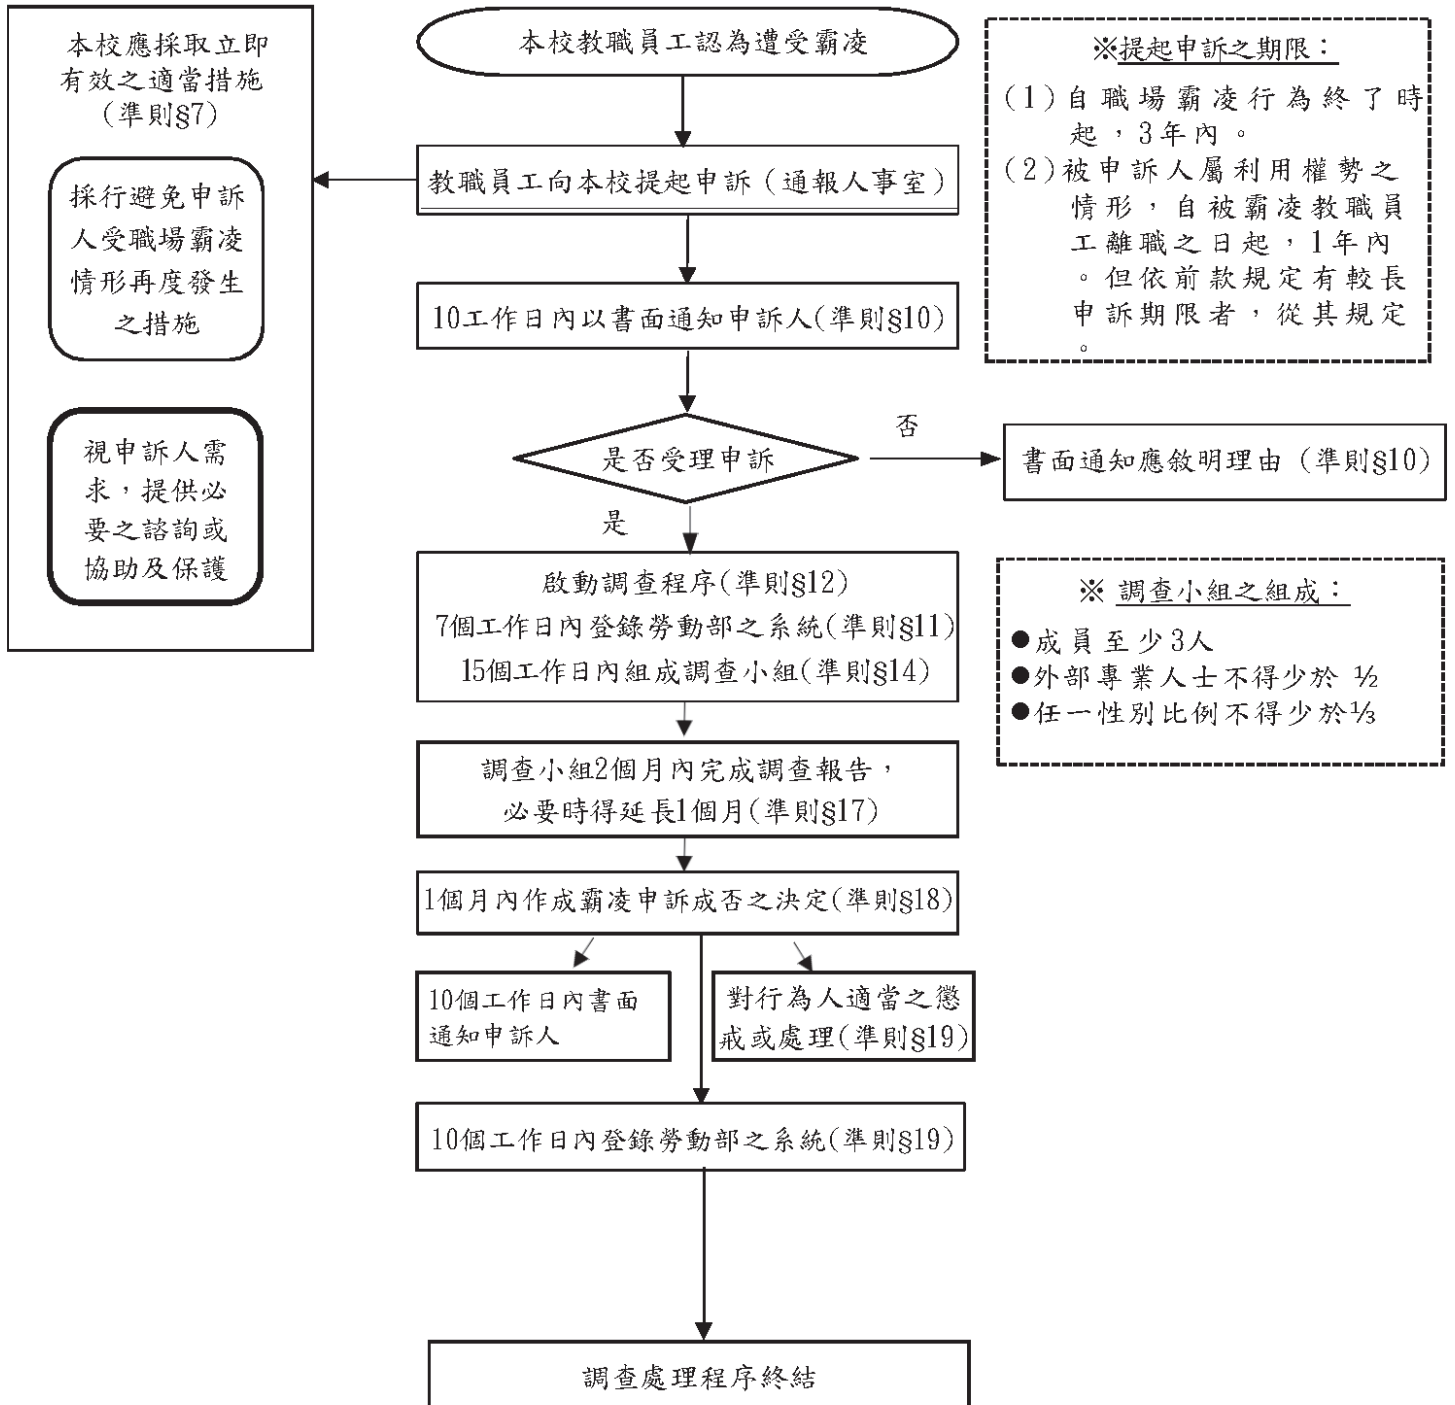 本校教職員工認為遭受霸凌
本校應採取立即
有效之適當措施
(準則§7)
採行避免申訴
人受職場霸凌
情形再度發生
之措施
視申訴人需
求，提供必
要之諮詢或
協助及保護
教職員工向本校提起申訴（通報人事室）
※提起申訴之期限：
(1)自職場霸凌行為終了時
起，3年內。
(2)被申訴人屬利用權勢之
情形，自被霸凌教職員
工離職之日起，1年內
。但依前款規定有較長
申訴期限者，從其規定
。
10工作日內以書面通知申訴人(準則§10)
是否受理申訴
否
書面通知應敘明理由 (準則§10)
是
啟動調查程序(準則§12)
7個工作日內登錄勞動部之系統(準則§11)
15個工作日內組成調查小組(準則§14)
※ 調查小組之組成：
●成員至少3人
●外部專業人士不得少於 ½
●任一性別比例不得少於⅓
調查小組2個月內完成調查報告，
必要時得延長1個月(準則§17)
1個月內作成霸凌申訴成否之決定(準則§18)
10個工作日內書面
通知申訴人
對行為人適當之懲
戒或處理(準則§19)
10個工作日內登錄勞動部之系統(準則§19)
調查處理程序終結